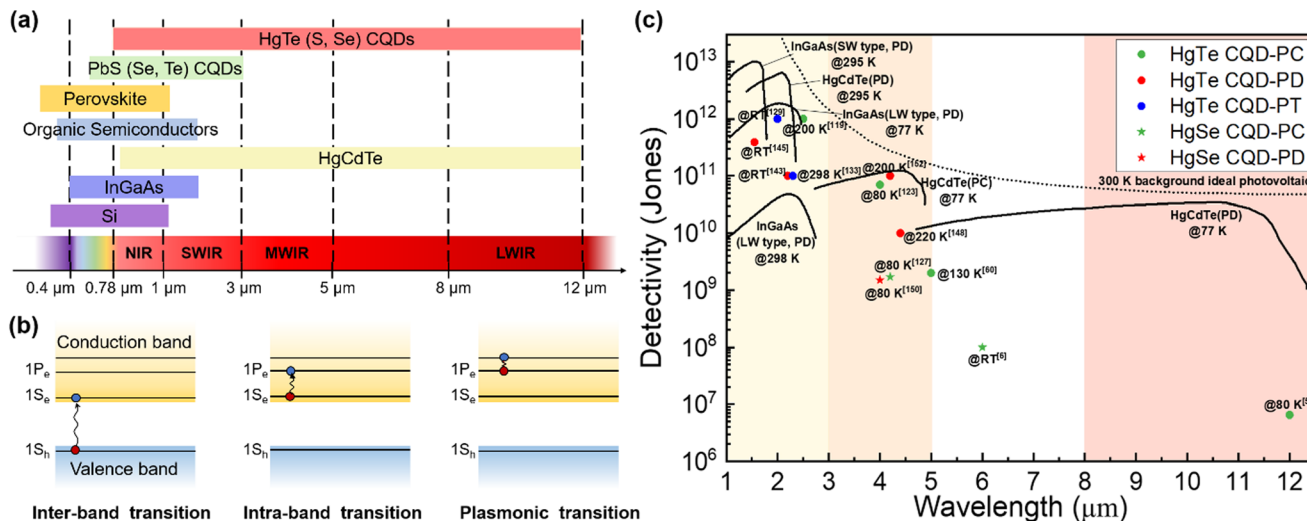 (a)
HgTe (S, Se) CQDs
PbS (Se, Te) CQDs
Perovskite
Organic Semiconductors
HgCdTe
InGaAs
Si
NIR SWIR MWIR LWIR
0.4 μm 0.78 μm 1 μm 3 μm 5 μm 8 μm 12 μm
(b)
Conduction band
1Pe
1Se
1Sh
Valence band
Inter-band transition
1Pe
1Se
1Sh
Intra-band transition
1Pe
1Se
1Sh
Plasmonic transition
(c)
Detectivity (Jones)
10^13
10^12
10^11
10^10
10^9
10^8
10^7
10^6
1 2 3 4 5 6 7 8 9 10 11 12
Wavelength (μm)
HgTe CQD-PC
HgTe CQD-PD
HgTe CQD-PT
HgSe CQD-PC
HgSe CQD-PD
InGaAs(SW type, PD)
@295 K
HgCdTe(PD)
@295 K
InGaAs(LW type, PD)
@77 K
@RT[129]
@200 K[119]
@RT[145]
@RT[143]
@298 K[133]
@200 K[152]
@80 K[123]
HgCdTe(PC)
@77 K
300 K background ideal photovoltaic
InGaAs
(LW type, PD)
@298 K
@220 K[148]
HgCdTe(PD)
@77 K
@80 K[127]
@130 K[60]
@80 K[150]
@RT[6]
@80 K